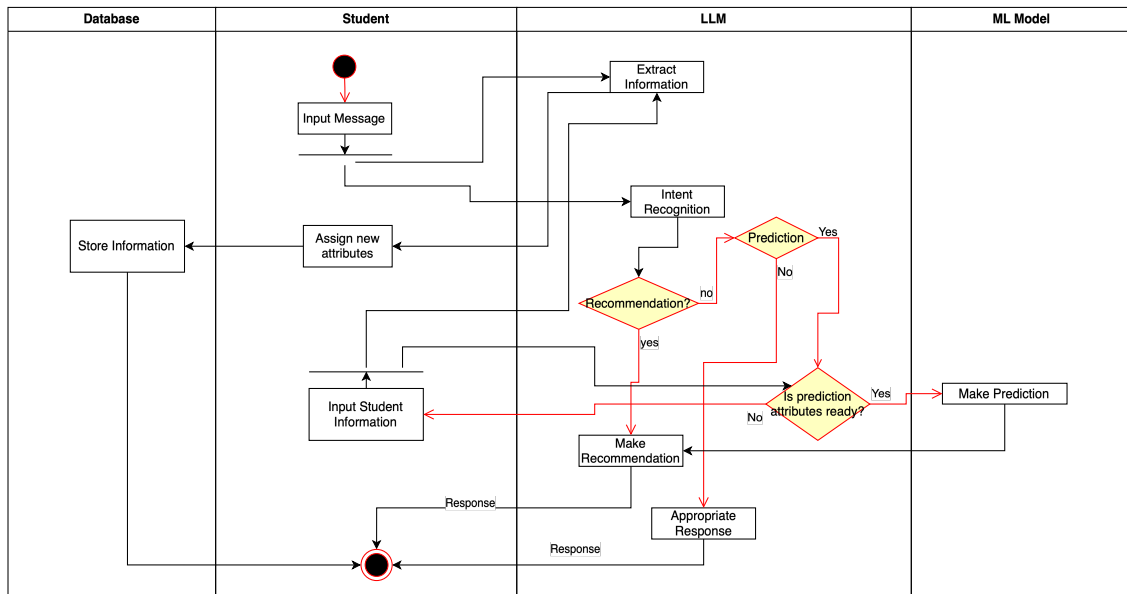 Database
Student
LLM
ML Model
Extract
Information
Input Message
Intent
Recognition
Store Information
Assign new
attributes
Prediction
Yes
No
Recommendation?
no
yes
Input Student
Information
Is prediction
attributes ready?
Yes
No
Make Prediction
Make
Recommendation
Response
Appropriate
Response
Response